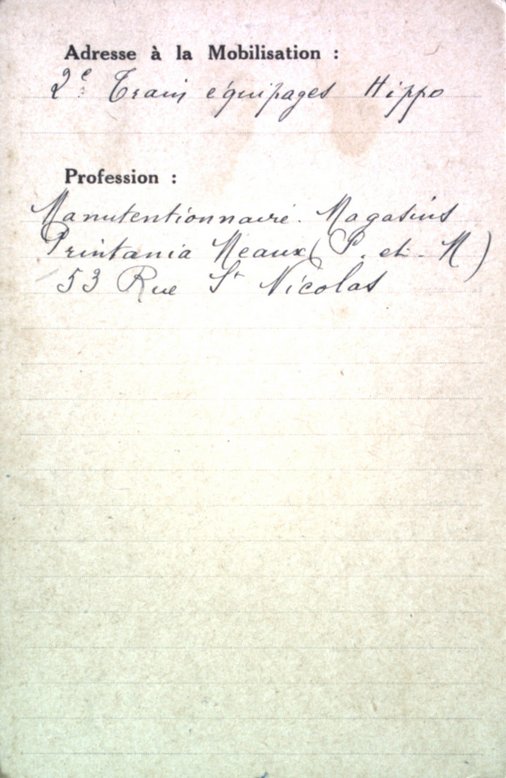 Adresse à la Mobilisation :
2e Train équipages Hippo
Profession :
Manutentionnaire. Magasins
Printania Meaux (S. et. M)
53 Rue St Nicolas